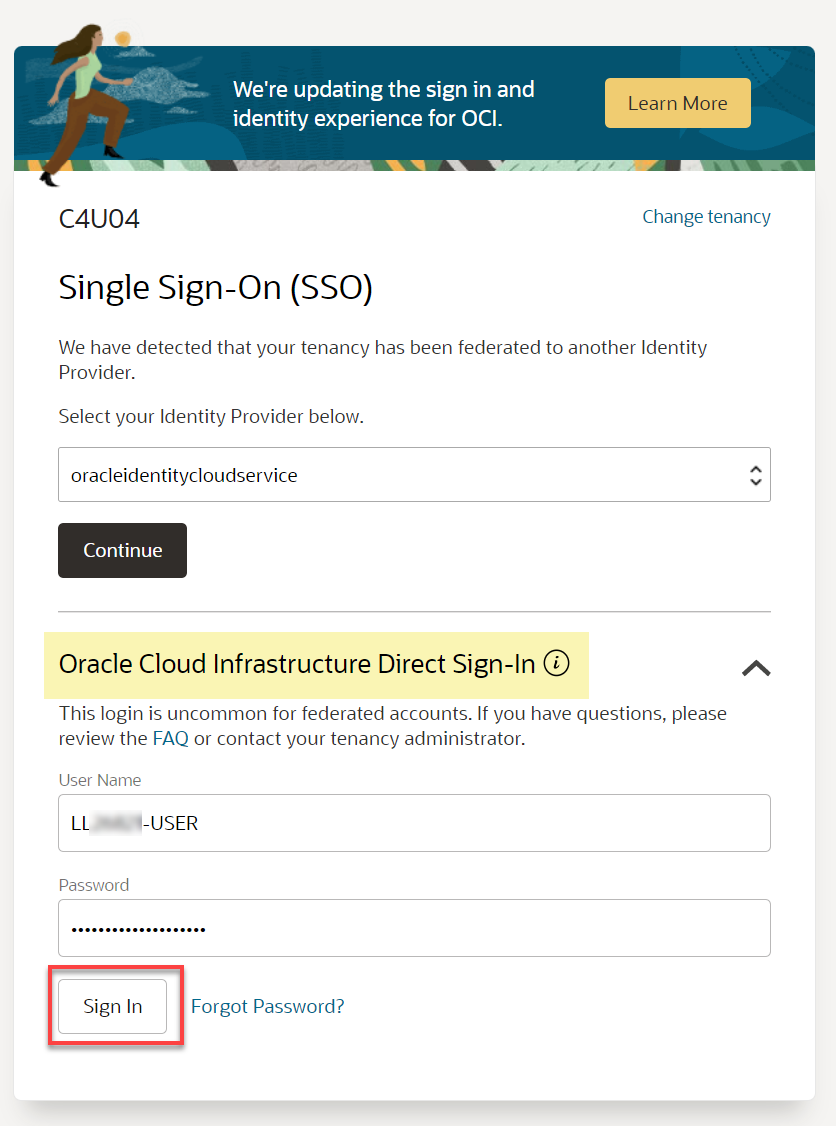 We're updating the sign in and
identity experience for OCI.
Learn More
C4U04
Change tenancy
Single Sign-On (SSO)
We have detected that your tenancy has been federated to another Identity
Provider.
Select your Identity Provider below.
oracleidentitycloudservice
Continue
Oracle Cloud Infrastructure Direct Sign-In i
This login is uncommon for federated accounts. If you have questions, please
review the FAQ or contact your tenancy administrator.
User Name
LL -USER
Password
••••••••••••••••••••
Sign In
Forgot Password?